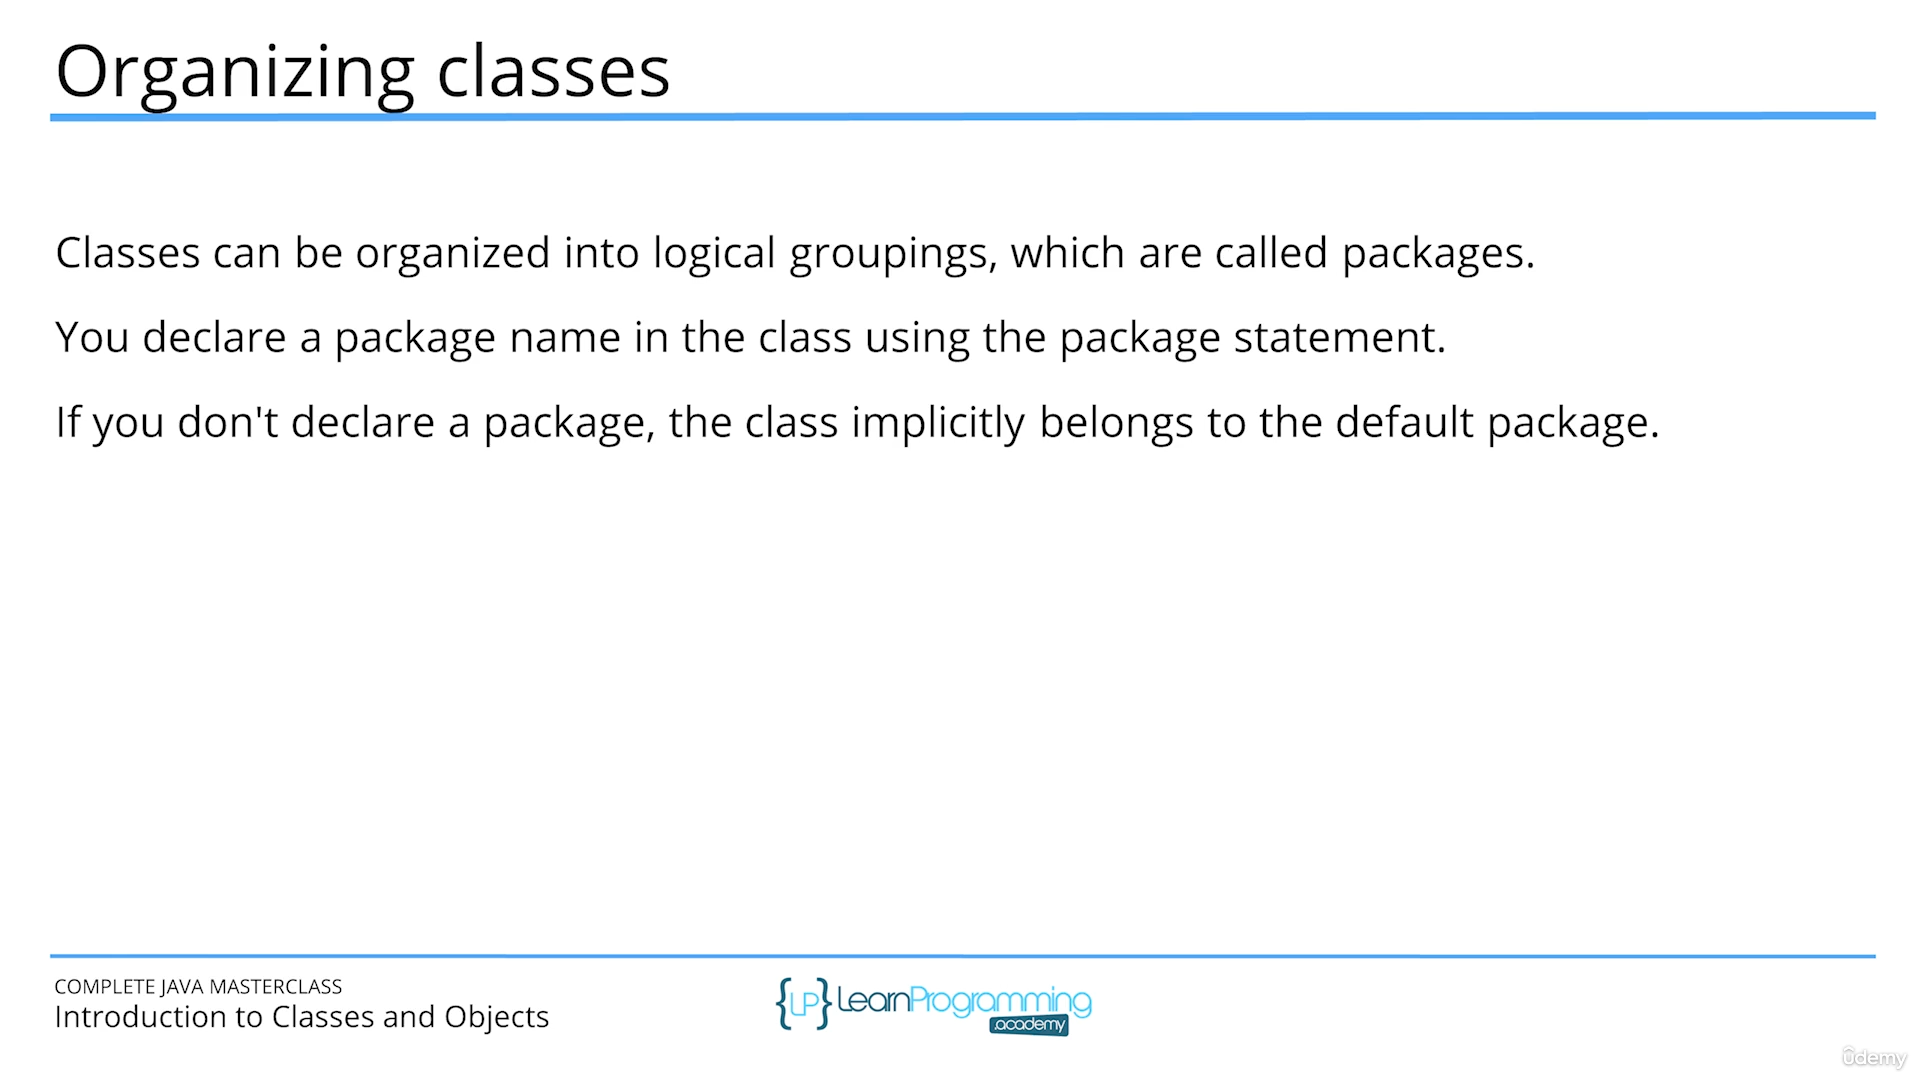 Organizing classes
Classes can be organized into logical groupings, which are called packages.
You declare a package name in the class using the package statement.
If you don't declare a package, the class implicitly belongs to the default package.
COMPLETE JAVA MASTERCLASS
Introduction to Classes and Objects
{LP} LearnProgramming
.academy
ûdemy